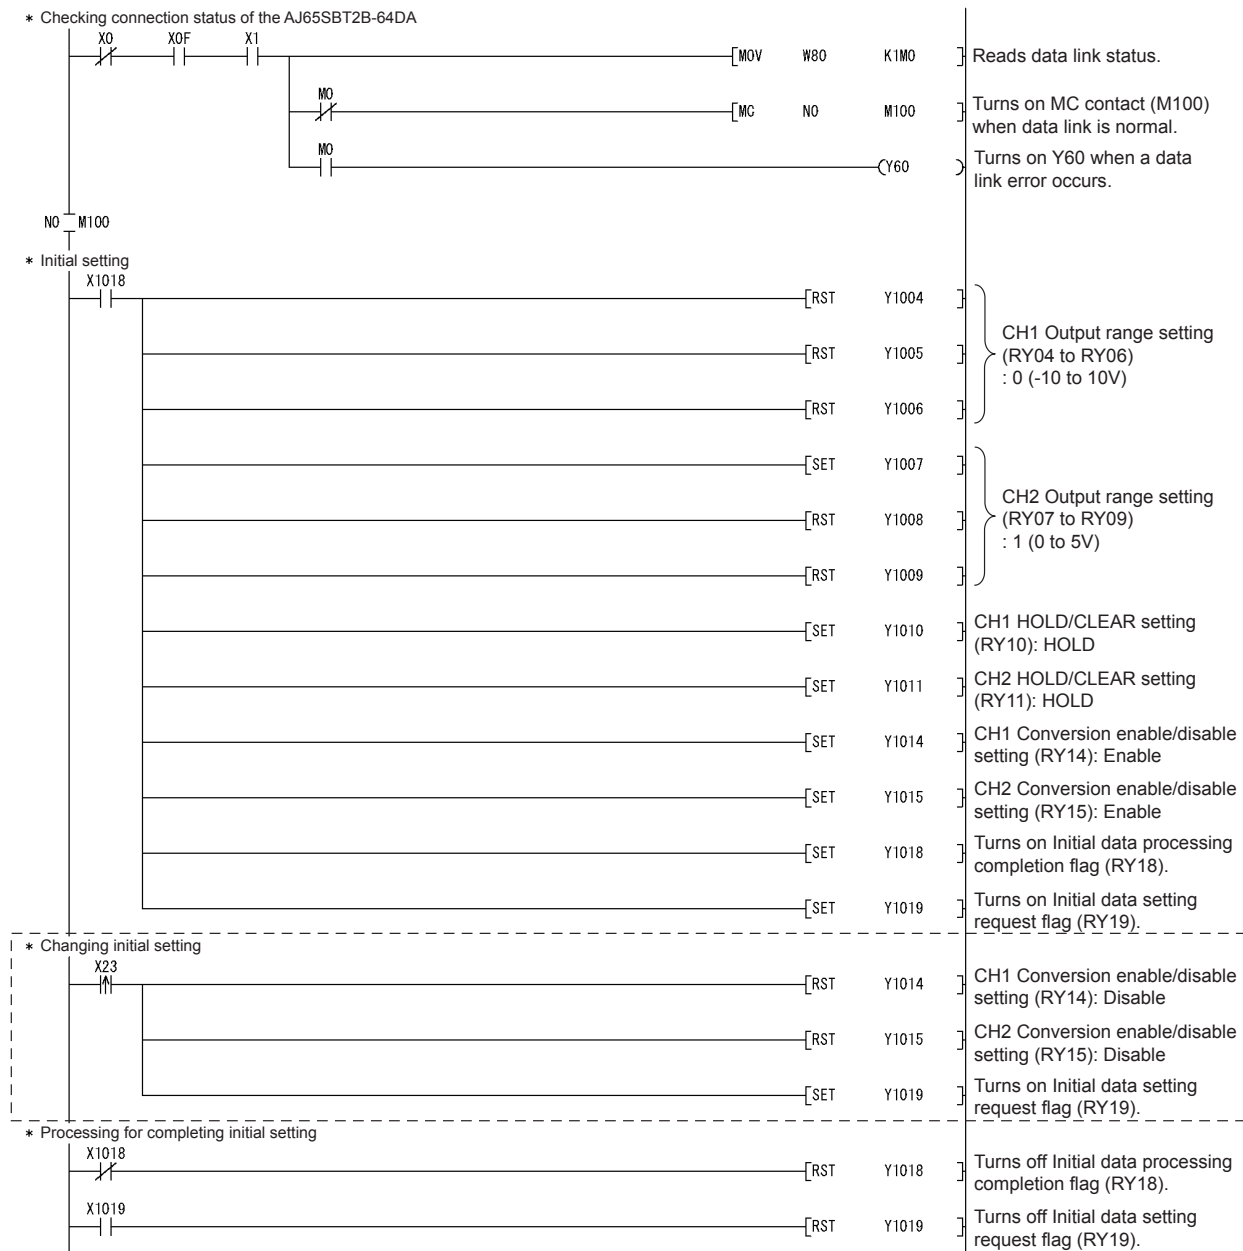 * Checking connection status of the AJ65SBT2B-64DA
X0 X0F X1
MOV W80 K1M0 Reads data link status.
M0
MC N0 M100 Turns on MC contact (M100)
when data link is normal.
M0
Y60 Turns on Y60 when a data
link error occurs.
N0 M100
* Initial setting
X1018
RST Y1004
CH1 Output range setting
RST Y1005 (RY04 to RY06)
: 0 (-10 to 10V)
RST Y1006
SET Y1007
CH2 Output range setting
RST Y1008 (RY07 to RY09)
: 1 (0 to 5V)
RST Y1009
SET Y1010 CH1 HOLD/CLEAR setting
(RY10): HOLD
SET Y1011 CH2 HOLD/CLEAR setting
(RY11): HOLD
SET Y1014 CH1 Conversion enable/disable
setting (RY14): Enable
SET Y1015 CH2 Conversion enable/disable
setting (RY15): Enable
SET Y1018 Turns on Initial data processing
completion flag (RY18).
SET Y1019 Turns on Initial data setting
request flag (RY19).
* Changing initial setting
X23
RST Y1014 CH1 Conversion enable/disable
setting (RY14): Disable
RST Y1015 CH2 Conversion enable/disable
setting (RY15): Disable
SET Y1019 Turns on Initial data setting
request flag (RY19).
* Processing for completing initial setting
X1018
RST Y1018 Turns off Initial data processing
completion flag (RY18).
X1019
RST Y1019 Turns off Initial data setting
request flag (RY19).